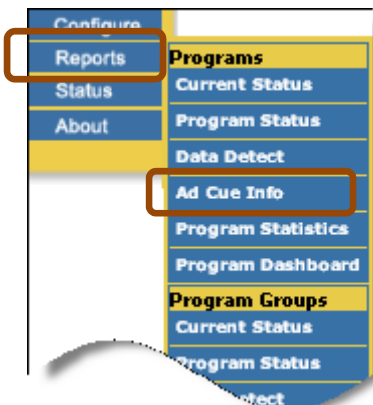 Configure
Reports
Status
About
Programs
Current Status
Program Status
Data Detect
Ad Cue Info
Program Statistics
Program Dashboard
Program Groups
Current Status
Program Status